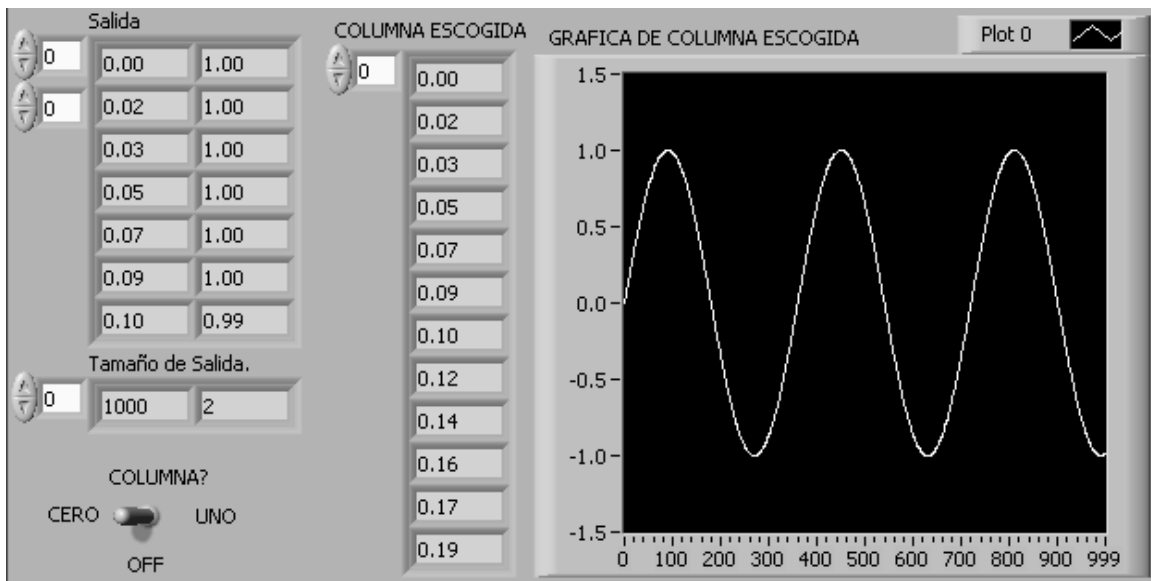 Salida
0
0
0.00 1.00
0.02 1.00
0.03 1.00
0.05 1.00
0.07 1.00
0.09 1.00
0.10 0.99
Tamaño de Salida.
0 1000 2
COLUMNA?
CERO UNO
OFF
COLUMNA ESCOGIDA
0
0.00
0.02
0.03
0.05
0.07
0.09
0.10
0.12
0.14
0.16
0.17
0.19
GRAFICA DE COLUMNA ESCOGIDA
Plot 0
1.5
1.0
0.5
0.0
-0.5
-1.0
-1.5
0 100 200 300 400 500 600 700 800 900 999